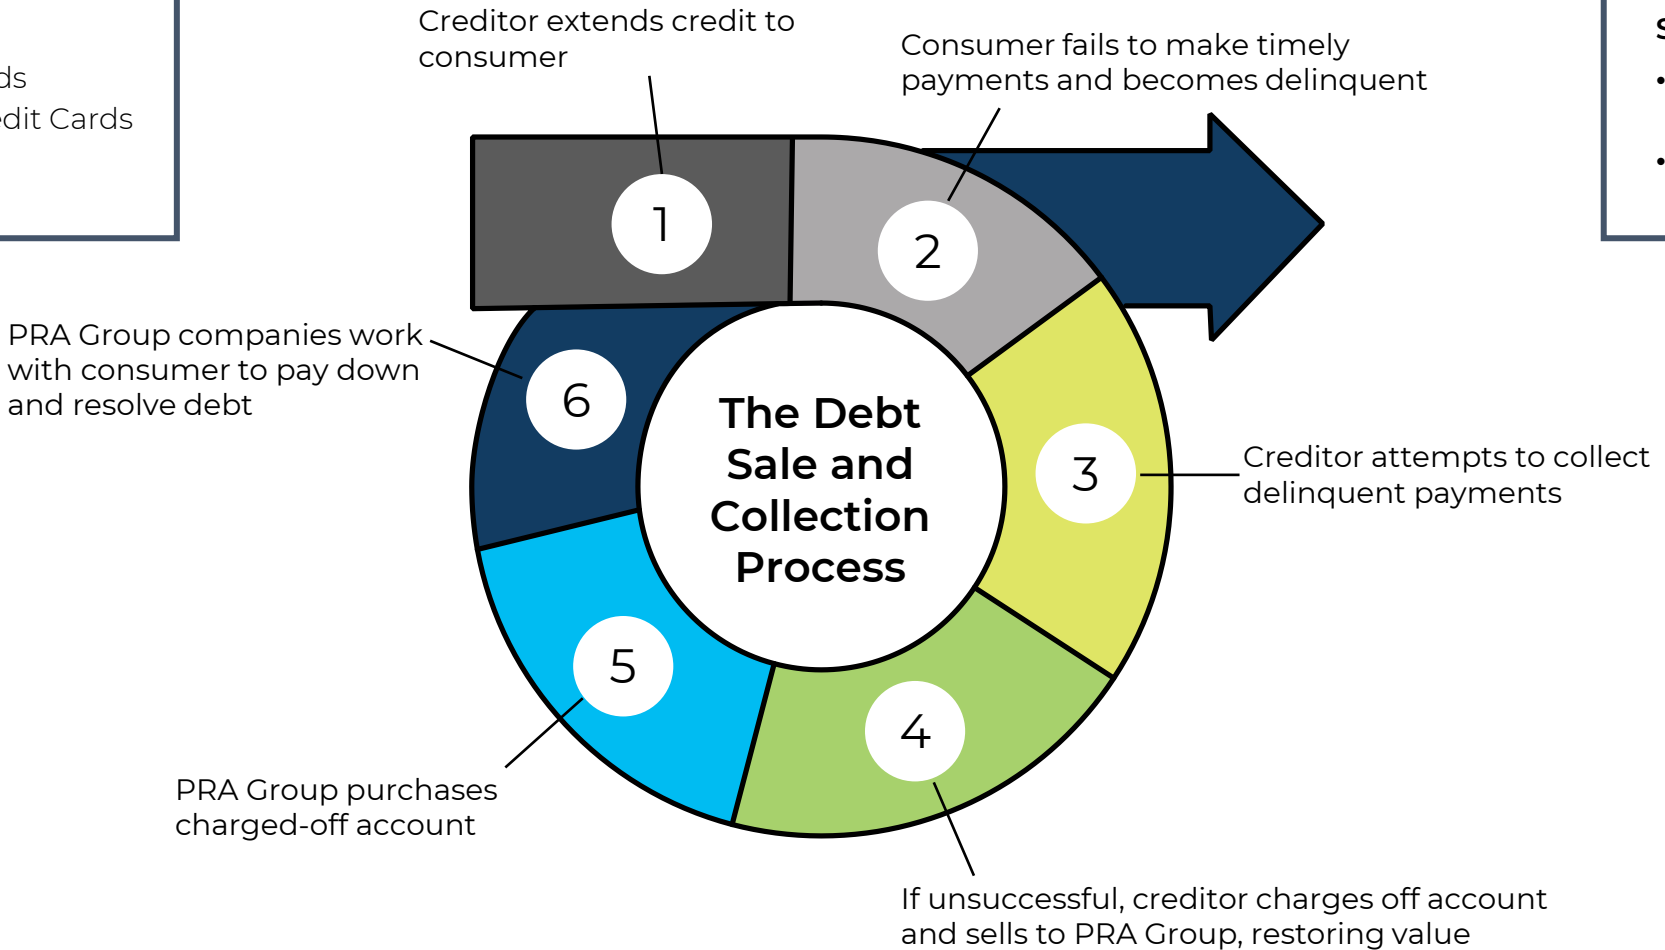 Creditor extends credit to
consumer
Consumer fails to make timely
payments and becomes delinquent
edit Cards
1
2
PRA Group companies work
with consumer to pay down
and resolve debt
6
The Debt
Sale and
Collection
Process
3
Creditor attempts to collect
delinquent payments
5
4
PRA Group purchases
charged-off account
If unsuccessful, creditor charges off account
and sells to PRA Group, restoring value